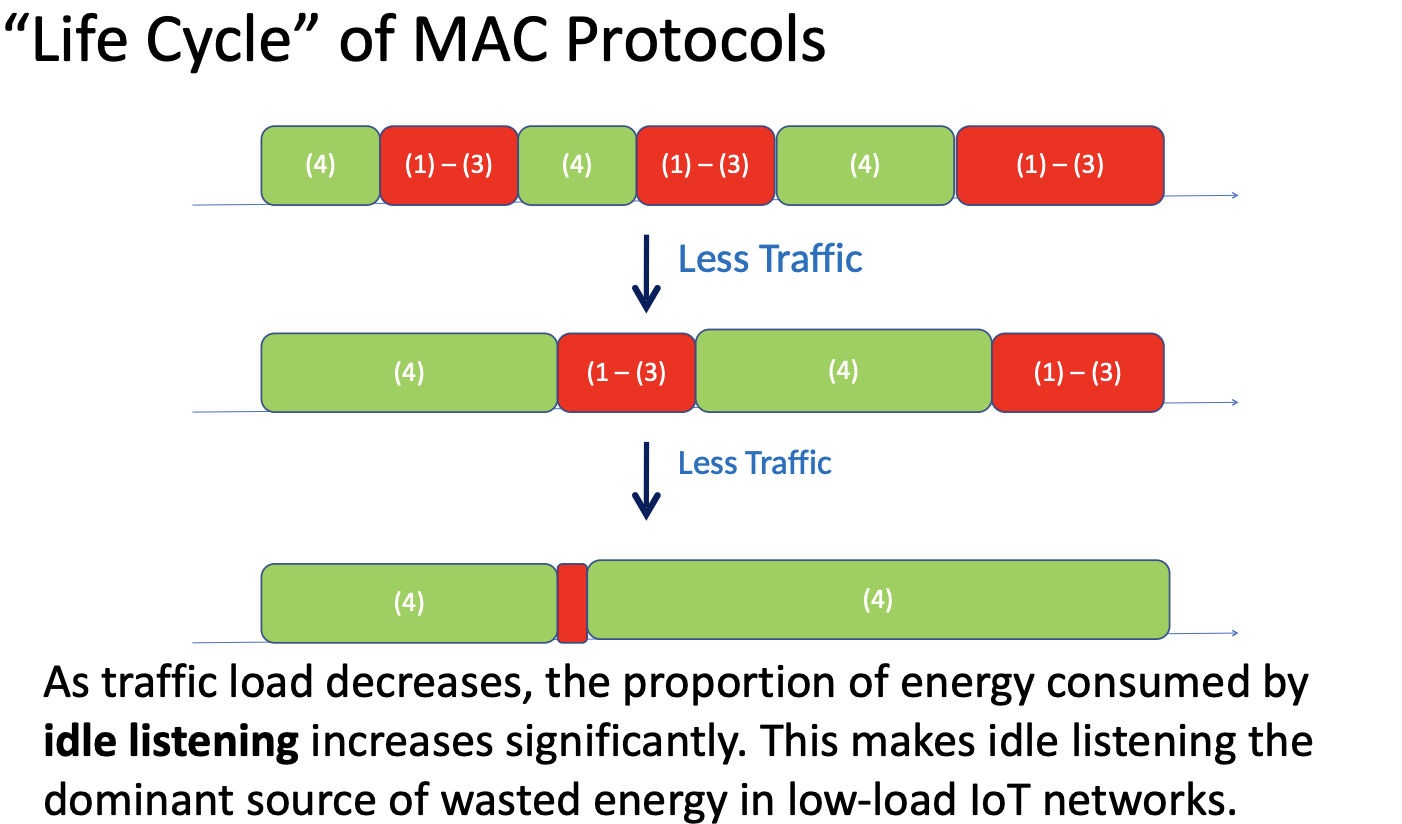 “Life Cycle” of MAC Protocols
(4) (1) – (3) (4) (1) – (3) (4) (1) – (3)
Less Traffic
(4) (1 – (3) (4) (1) – (3)
Less Traffic
(4) (4)
As traffic load decreases, the proportion of energy consumed by
idle listening increases significantly. This makes idle listening the
dominant source of wasted energy in low-load IoT networks.